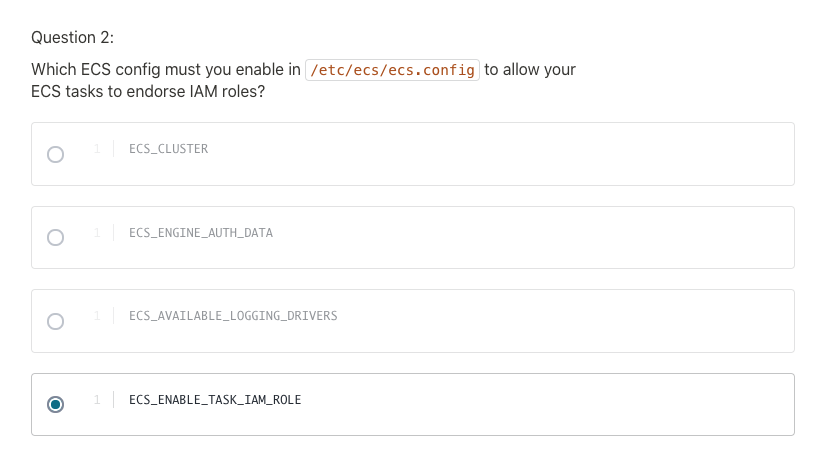 Question 2:
Which ECS config must you enable in /etc/ecs/ecs.config to allow your
ECS tasks to endorse IAM roles?
1 ECS_CLUSTER
1 ECS_ENGINE_AUTH_DATA
1 ECS_AVAILABLE_LOGGING_DRIVERS
1 ECS_ENABLE_TASK_IAM_ROLE